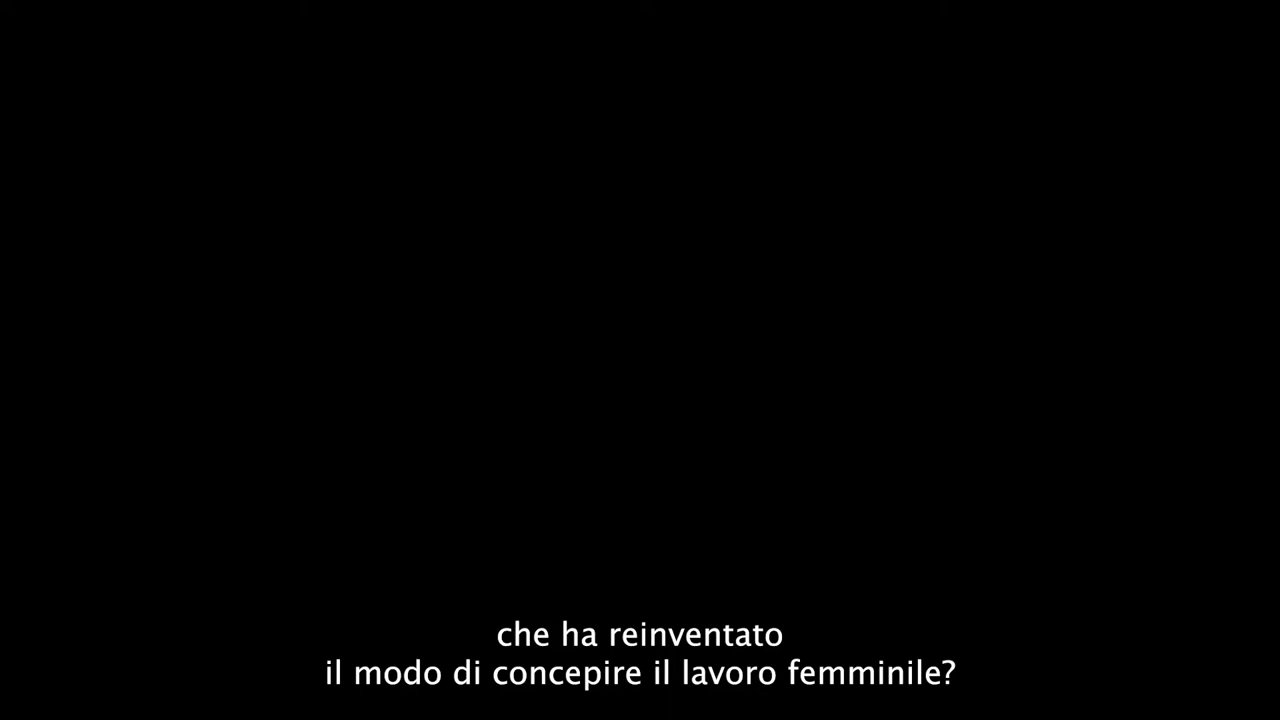 che ha reinventato
il modo di concepire il lavoro femminile?